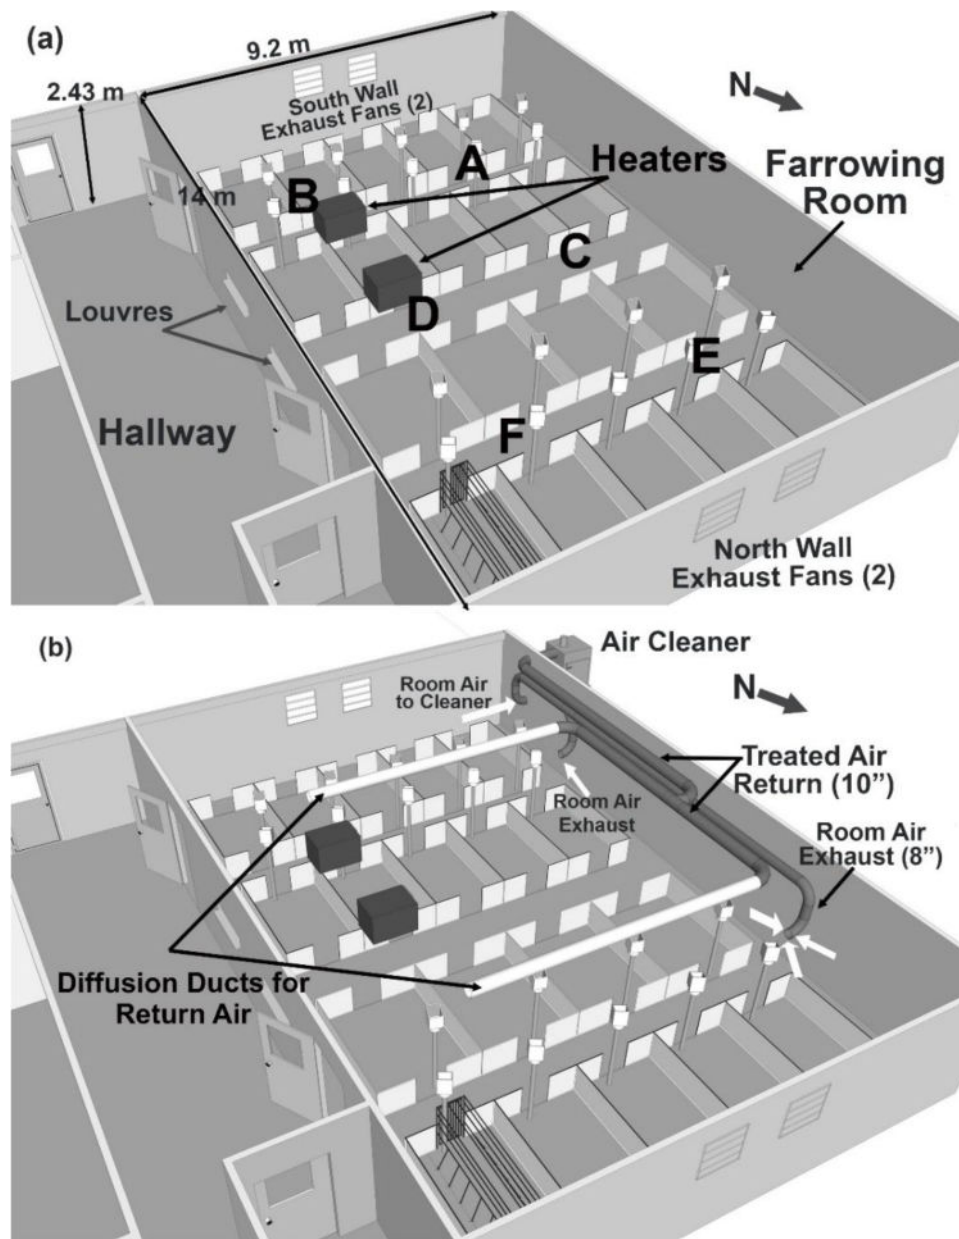 (a)
9.2 m
2.43 m
South Wall
Exhaust Fans (2)
N
A
Heaters
Farrowing
Room
B
14 m
C
Louvres
D
E
Hallway
F
North Wall
Exhaust Fans (2)
(b)
Air Cleaner
Room Air
to Cleaner
N
Treated Air
Return (10”)
Room Air
Exhaust
Room Air
Exhaust (8”)
Diffusion Ducts for
Return Air